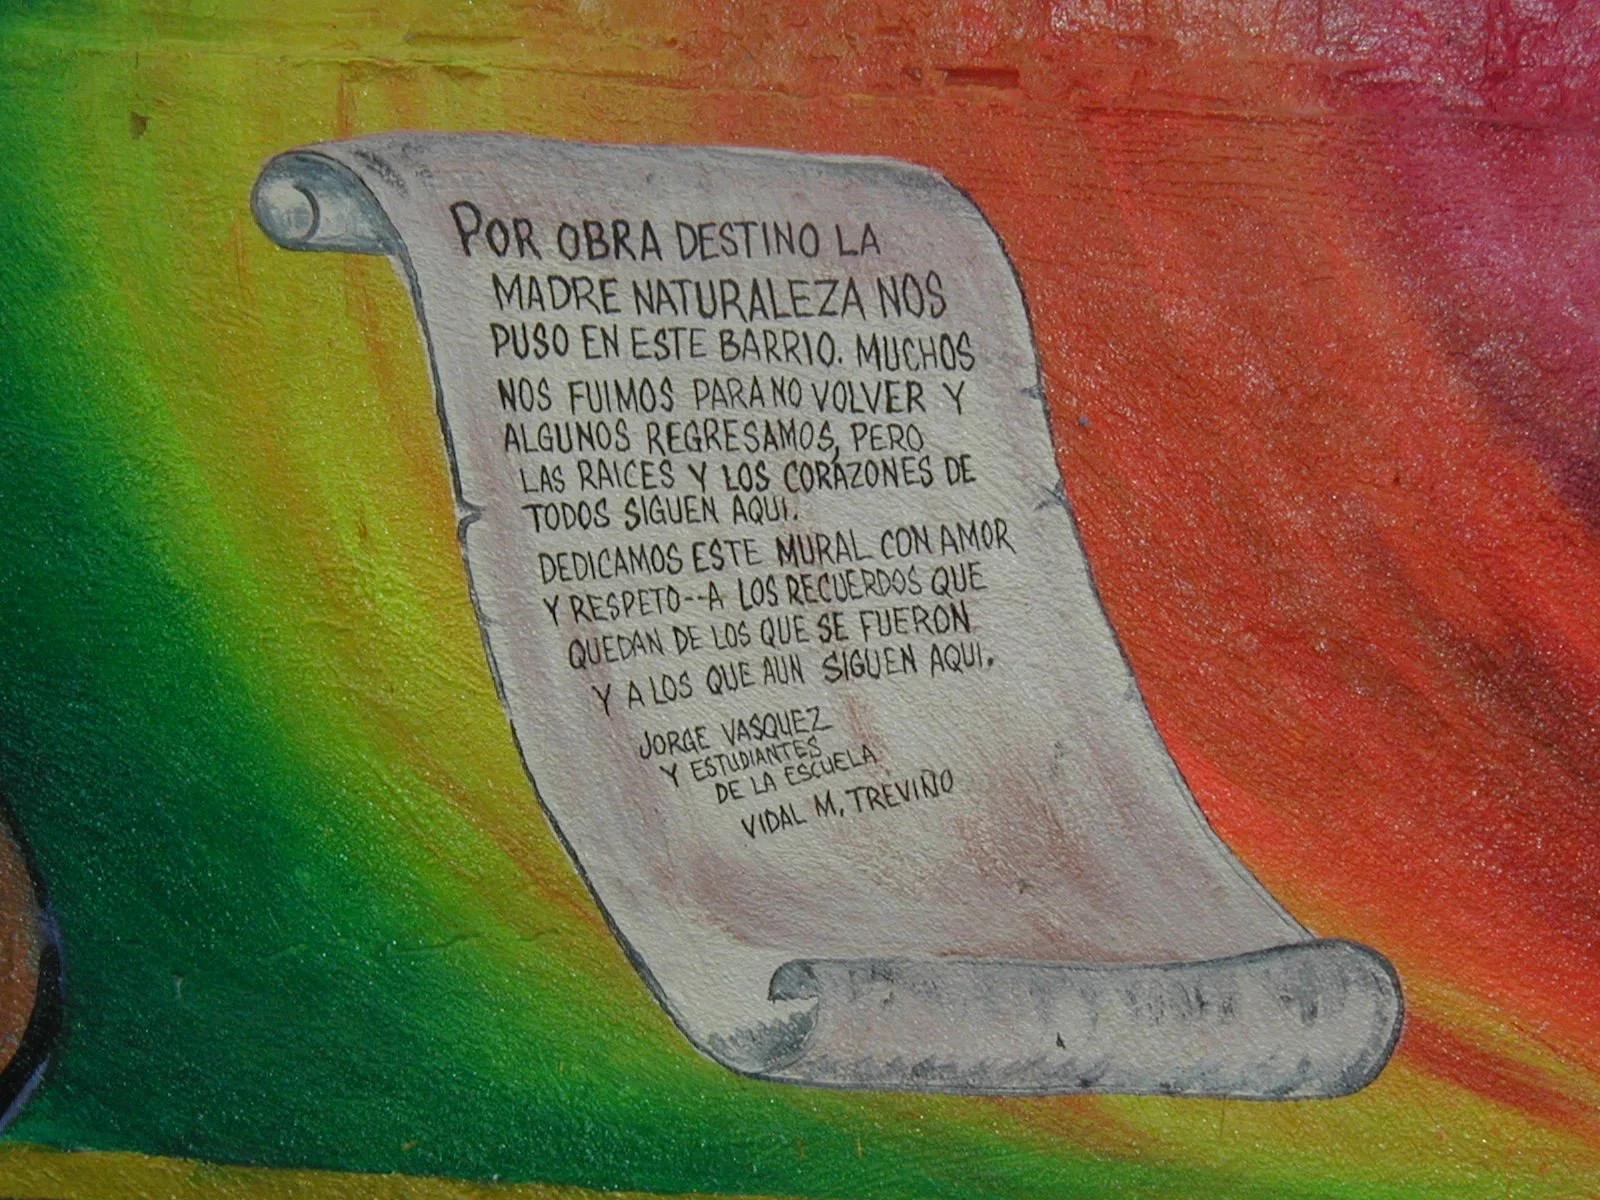 POR OBRA DESTINO LA
MADRE NATURALEZA NOS
PUSO EN ESTE BARRIO. MUCHOS
NOS FUIMOS PARA NO VOLVER Y
ALGUNOS REGRESAMOS, PERO
LAS RAICES Y LOS CORAZONES DE
TODOS SIGUEN AQUI.
DEDICAMOS ESTE MURAL CON AMOR
Y RESPETO--A LOS RECUERDOS QUE
QUEDAN DE LOS QUE SE FUERON
Y A LOS QUE AUN SIGUEN AQUI.
JORGE VASQUEZ
Y ESTUDIANTES
DE LA ESCUELA
VIDAL M. TREVIÑO